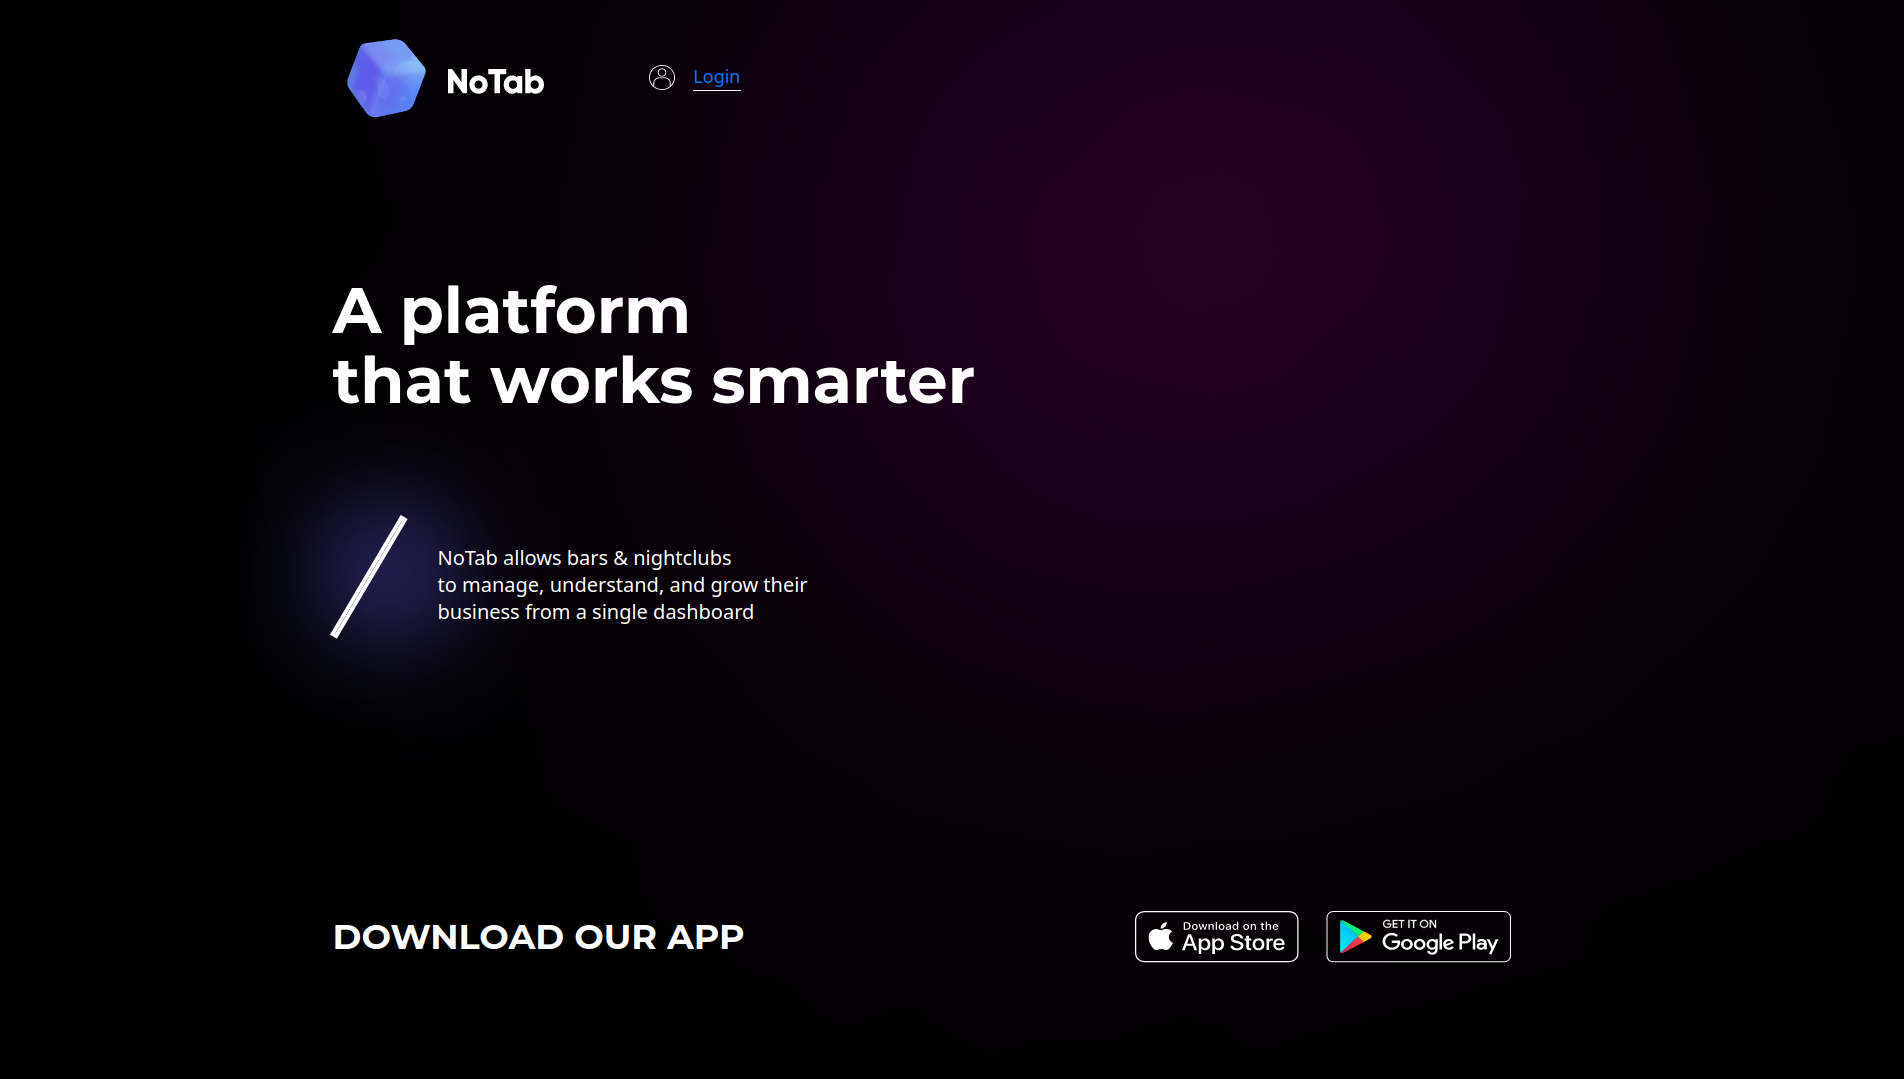 NoTab
Login
A platform
that works smarter
NoTab allows bars & nightclubs
to manage, understand, and grow their
business from a single dashboard
DOWNLOAD OUR APP
Download on the
App Store
GET IT ON
Google Play